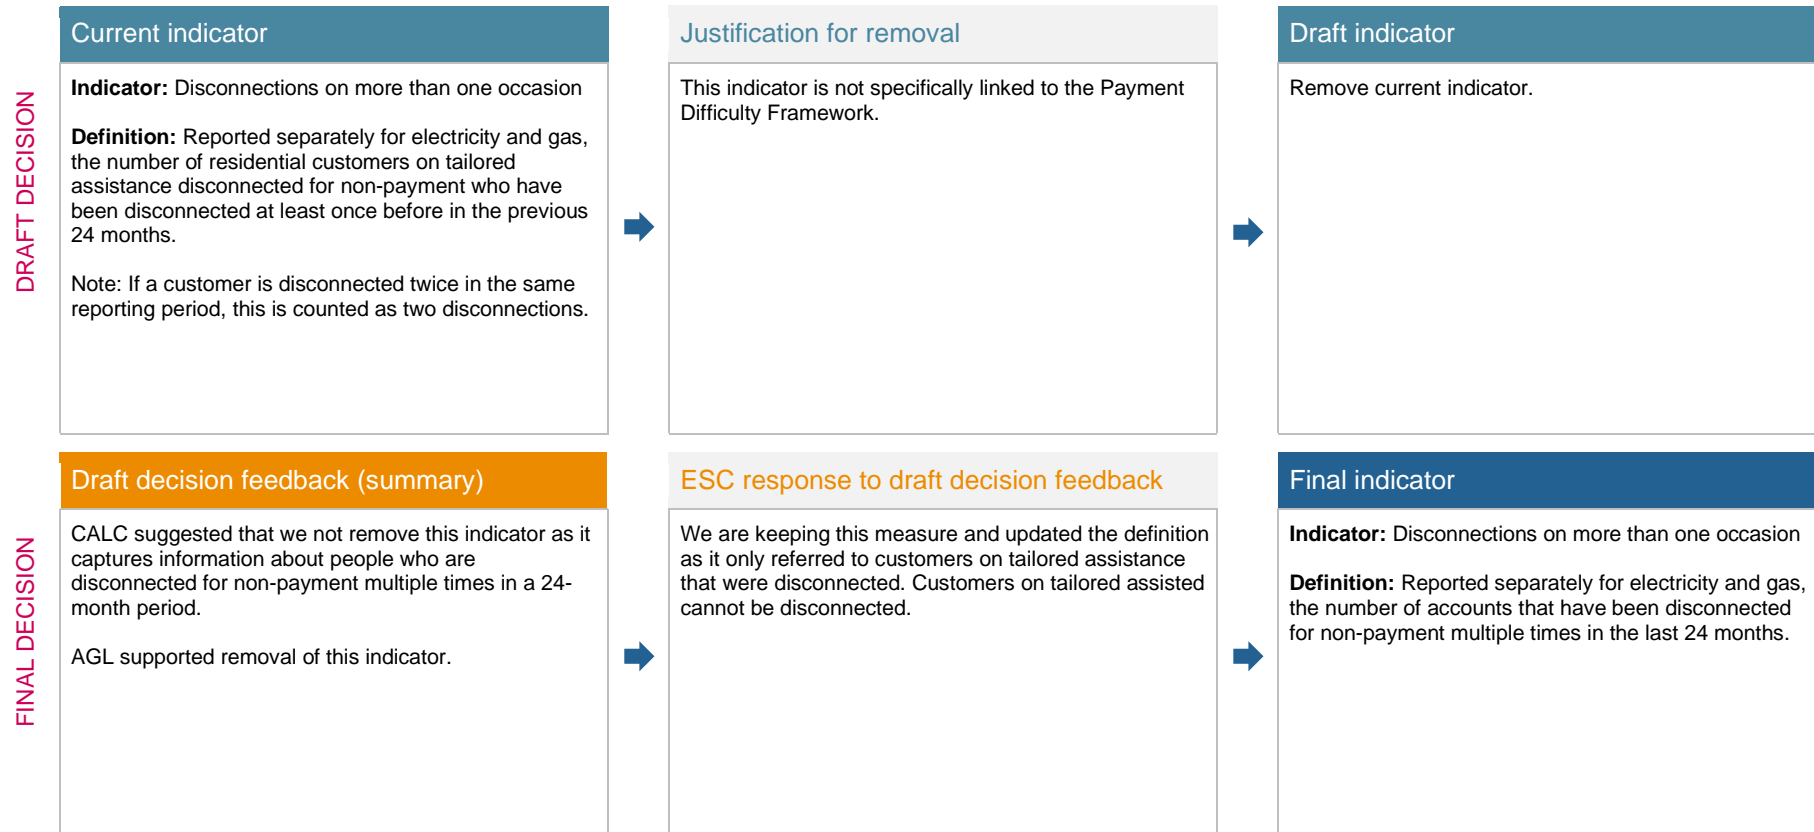 DRAFT DECISION
Current indicator
Indicator: Disconnections on more than one occasion
Definition: Reported separately for electricity and gas,
the number of residential customers on tailored
assistance disconnected for non-payment who have
been disconnected at least once before in the previous
24 months.
Note: If a customer is disconnected twice in the same
reporting period, this is counted as two disconnections.
Justification for removal
This indicator is not specifically linked to the Payment
Difficulty Framework.
Draft indicator
Remove current indicator.
FINAL DECISION
Draft decision feedback (summary)
CALC suggested that we not remove this indicator as it
captures information about people who are
disconnected for non-payment multiple times in a 24-
month period.
AGL supported removal of this indicator.
ESC response to draft decision feedback
We are keeping this measure and updated the definition
as it only referred to customers on tailored assistance
that were disconnected. Customers on tailored assisted
cannot be disconnected.
Final indicator
Indicator: Disconnections on more than one occasion
Definition: Reported separately for electricity and gas,
the number of accounts that have been disconnected
for non-payment multiple times in the last 24 months.